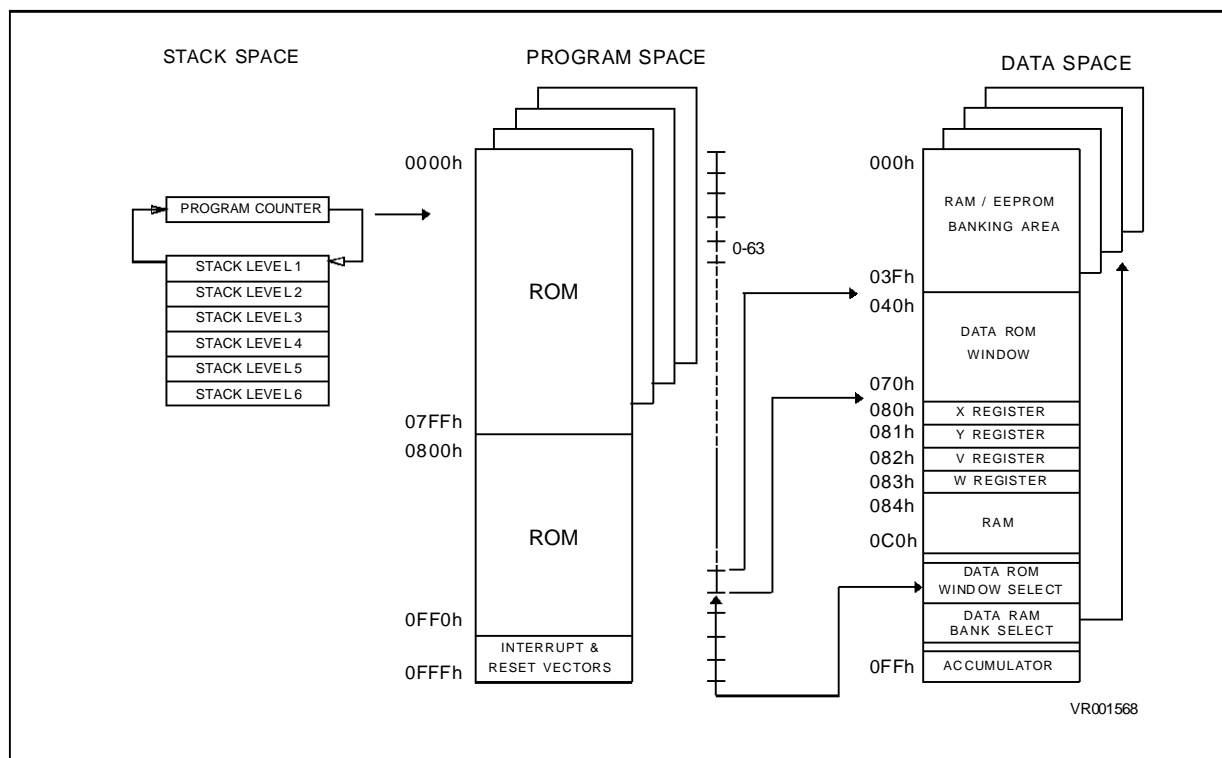 STACK SPACE
PROGRAM COUNTER
STACK LEVEL 1
STACK LEVEL 2
STACK LEVEL 3
STACK LEVEL 4
STACK LEVEL 5
STACK LEVEL 6
PROGRAM SPACE
0000h
ROM
07FFh
0800h
ROM
0FF0h
INTERRUPT &
RESET VECTORS
0FFFh
0-63
DATA SPACE
000h
RAM / EEPROM
BANKING AREA
03Fh
040h
DATA ROM
WINDOW
070h
080h
X REGISTER
081h
Y REGISTER
082h
V REGISTER
083h
W REGISTER
084h
RAM
0C0h
DATA ROM
WINDOW SELECT
DATA RAM
BANK SELECT
0FFh
ACCUMULATOR
VR001568